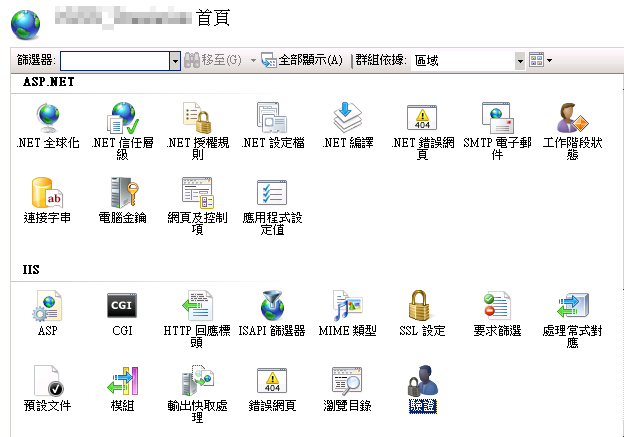 首頁
篩選器: 移至(G) 全部顯示(A) 群組依據: 區域
ASP.NET
.NET 全球化 .NET 信任層級 .NET 授權規則 .NET 設定檔 .NET 編譯 .NET 錯誤網頁 SMTP 電子郵件 工作階段狀態
連接字串 電腦金鑰 網頁及控制項 應用程式設定值
IIS
ASP CGI HTTP 回應標頭 ISAPI 篩選器 MIME 類型 SSL 設定 要求篩選 處理常式對應
預設文件 模組 輸出快取處理 錯誤網頁 瀏覽目錄 驗證